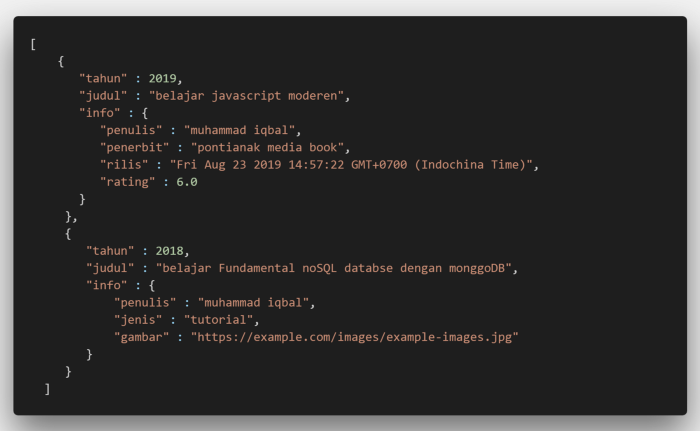 [
{
"tahun" : 2019,
"judul" : "belajar javascript moderen",
"info" : {
"penulis" : "muhammad iqbal",
"penerbit" : "pontianak media book",
"rilis" : "Fri Aug 23 2019 14:57:22 GMT+0700 (Indochina Time)",
"rating" : 6.0
}
},
{
"tahun" : 2018,
"judul" : "belajar Fundamental noSQL databse dengan monggoDB",
"info" : {
"penulis" : "muhammad iqbal",
"jenis" : "tutorial",
"gambar" : "https://example.com/images/example-images.jpg"
}
}
]